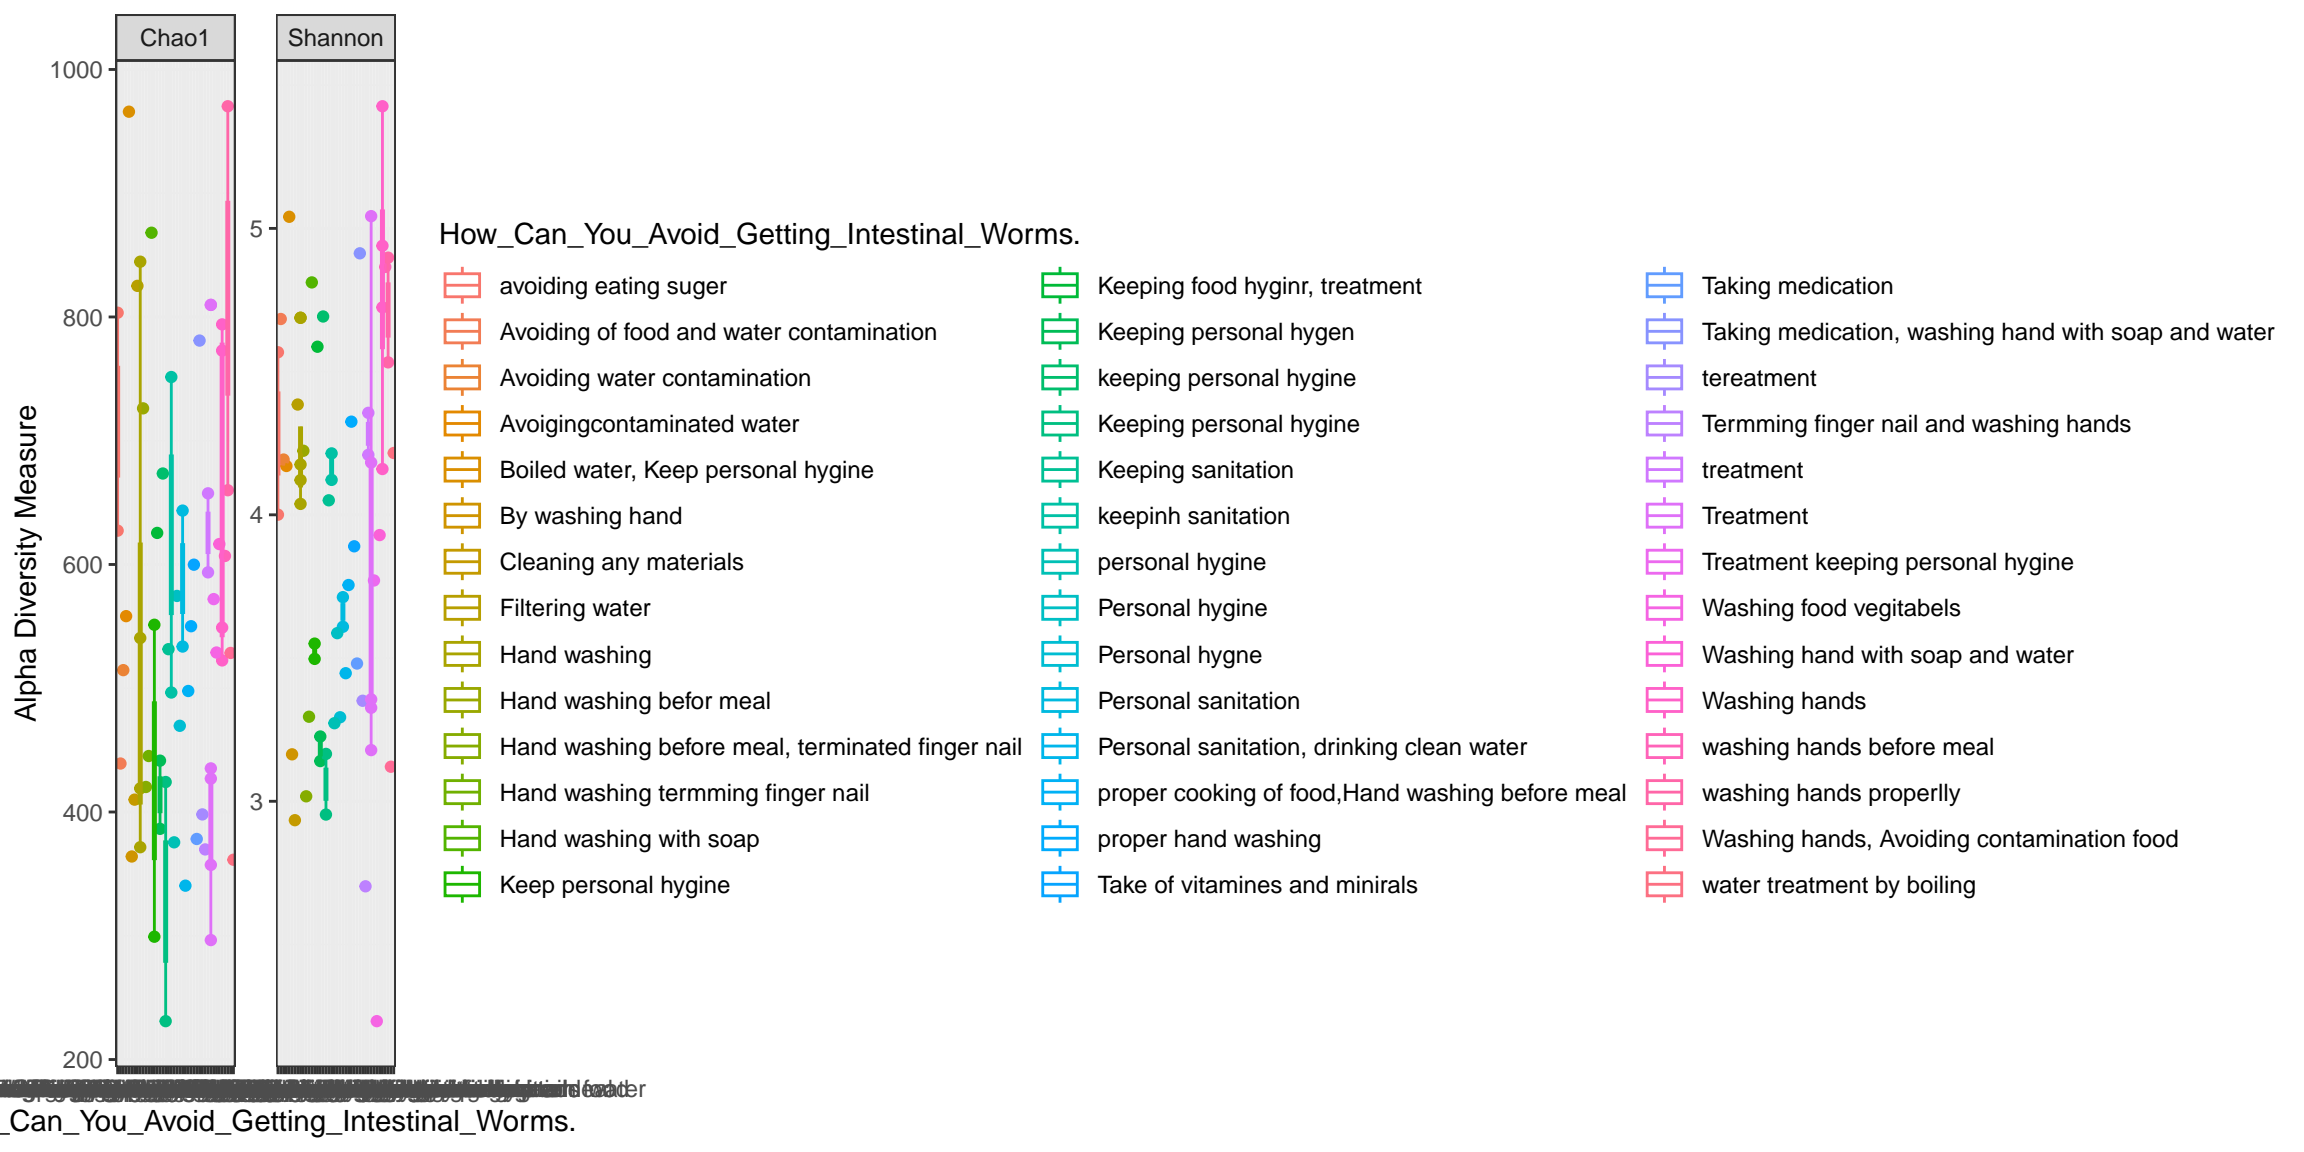 Chao1
Shannon
1000
800
600
400
200
5
4
3
Alpha Diversity Measure
How_Can_You_Avoid_Getting_Intestinal_Worms.
avoiding eating suger
Avoiding of food and water contamination
Avoiding water contamination
Avoigingcontaminated water
Boiled water, Keep personal hygine
By washing hand
Cleaning any materials
Filtering water
Hand washing
Hand washing befor meal
Hand washing before meal, terminated finger nail
Hand washing termming finger nail
Hand washing with soap
Keep personal hygine
Keeping food hyginr, treatment
Keeping personal hygen
keeping personal hygine
Keeping personal hygine
Keeping sanitation
keepinh sanitation
personal hygine
Personal hygine
Personal hygne
Personal sanitation
Personal sanitation, drinking clean water
proper cooking of food,Hand washing before meal
proper hand washing
Take of vitamines and minirals
Taking medication
Taking medication, washing hand with soap and water
tereatment
Termming finger nail and washing hands
treatment
Treatment
Treatment keeping personal hygine
Washing food vegitabels
Washing hand with soap and water
Washing hands
washing hands before meal
washing hands properlly
Washing hands, Avoiding contamination food
water treatment by boiling
_Can_You_Avoid_Getting_Intestinal_Worms.